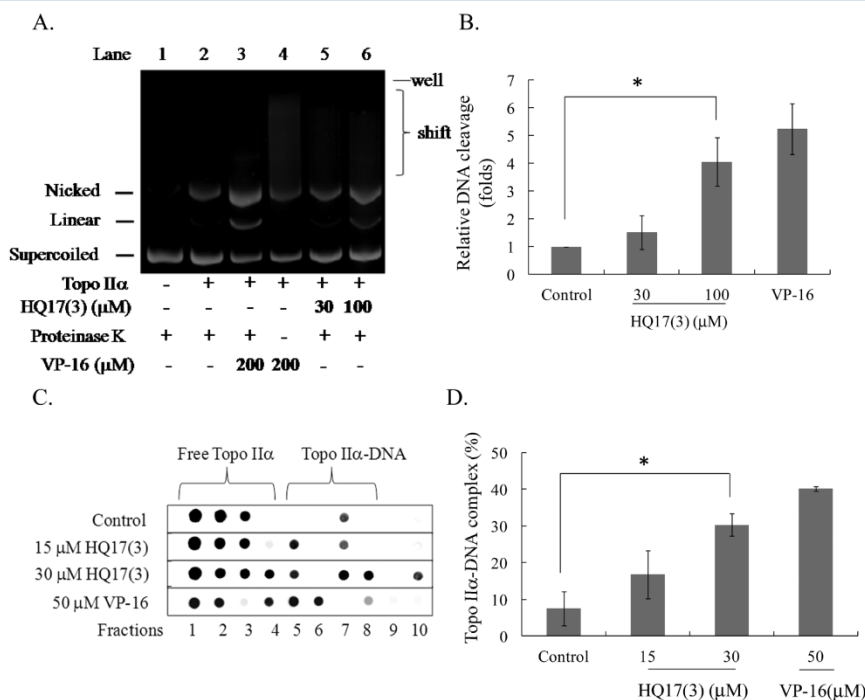 A.
Lane 1 2 3 4 5 6
well
shift
Nicked
Linear
Supercoiled
Topo IIα - + + + + +
HQ17(3) (µM) - - - - 30 100
Proteinase K + + + - + +
VP-16 (µM) - - 200 200 - -
B.
Relative DNA cleavage
(folds)
7
6
5
4
3
2
1
0
*
Control 30 100 VP-16
HQ17(3) (µM)
C.
Free Topo IIα Topo IIα-DNA
Control
15 µM HQ17(3)
30 µM HQ17(3)
50 µM VP-16
Fractions 1 2 3 4 5 6 7 8 9 10
D.
Topo IIα-DNA complex (%)
50
40
30
20
10
0
*
Control 15 30 50
HQ17(3) (µM) VP-16(µM)